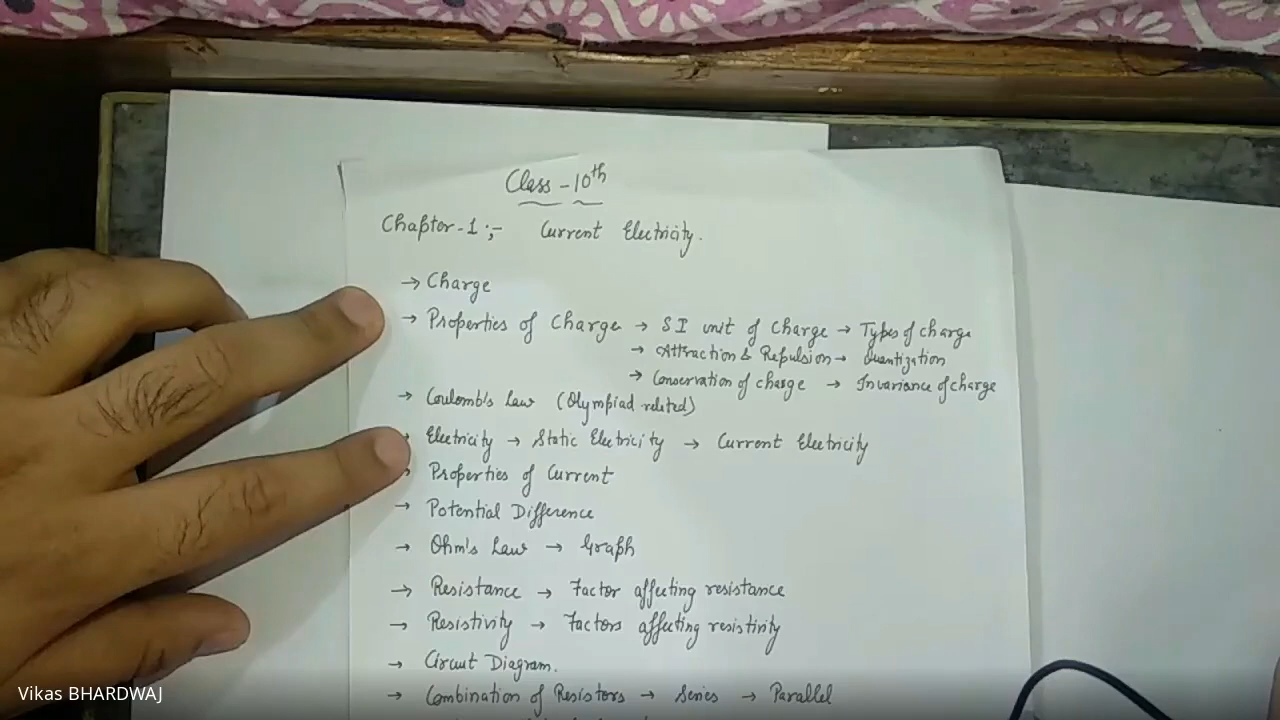 Class - 10th
Chapter-1 :- Current Electricity.
→ Charge
→ Properties of Charge → SI unit of Charge → Types of charge
→ Attraction & Repulsion → Quantization
→ Conservation of charge → Invariance of charge
→ Coulomb's Law (Olympiad related)
Electricity → Static Electricity → Current Electricity
→ Properties of Current
→ Potential Difference
→ Ohm's Law → Graph
→ Resistance → Factor affecting resistance
→ Resistivity → Factors affecting resistivity
→ Circuit Diagram.
→ Combination of Resistors → Series → Parallel
Vikas BHARDWAJ